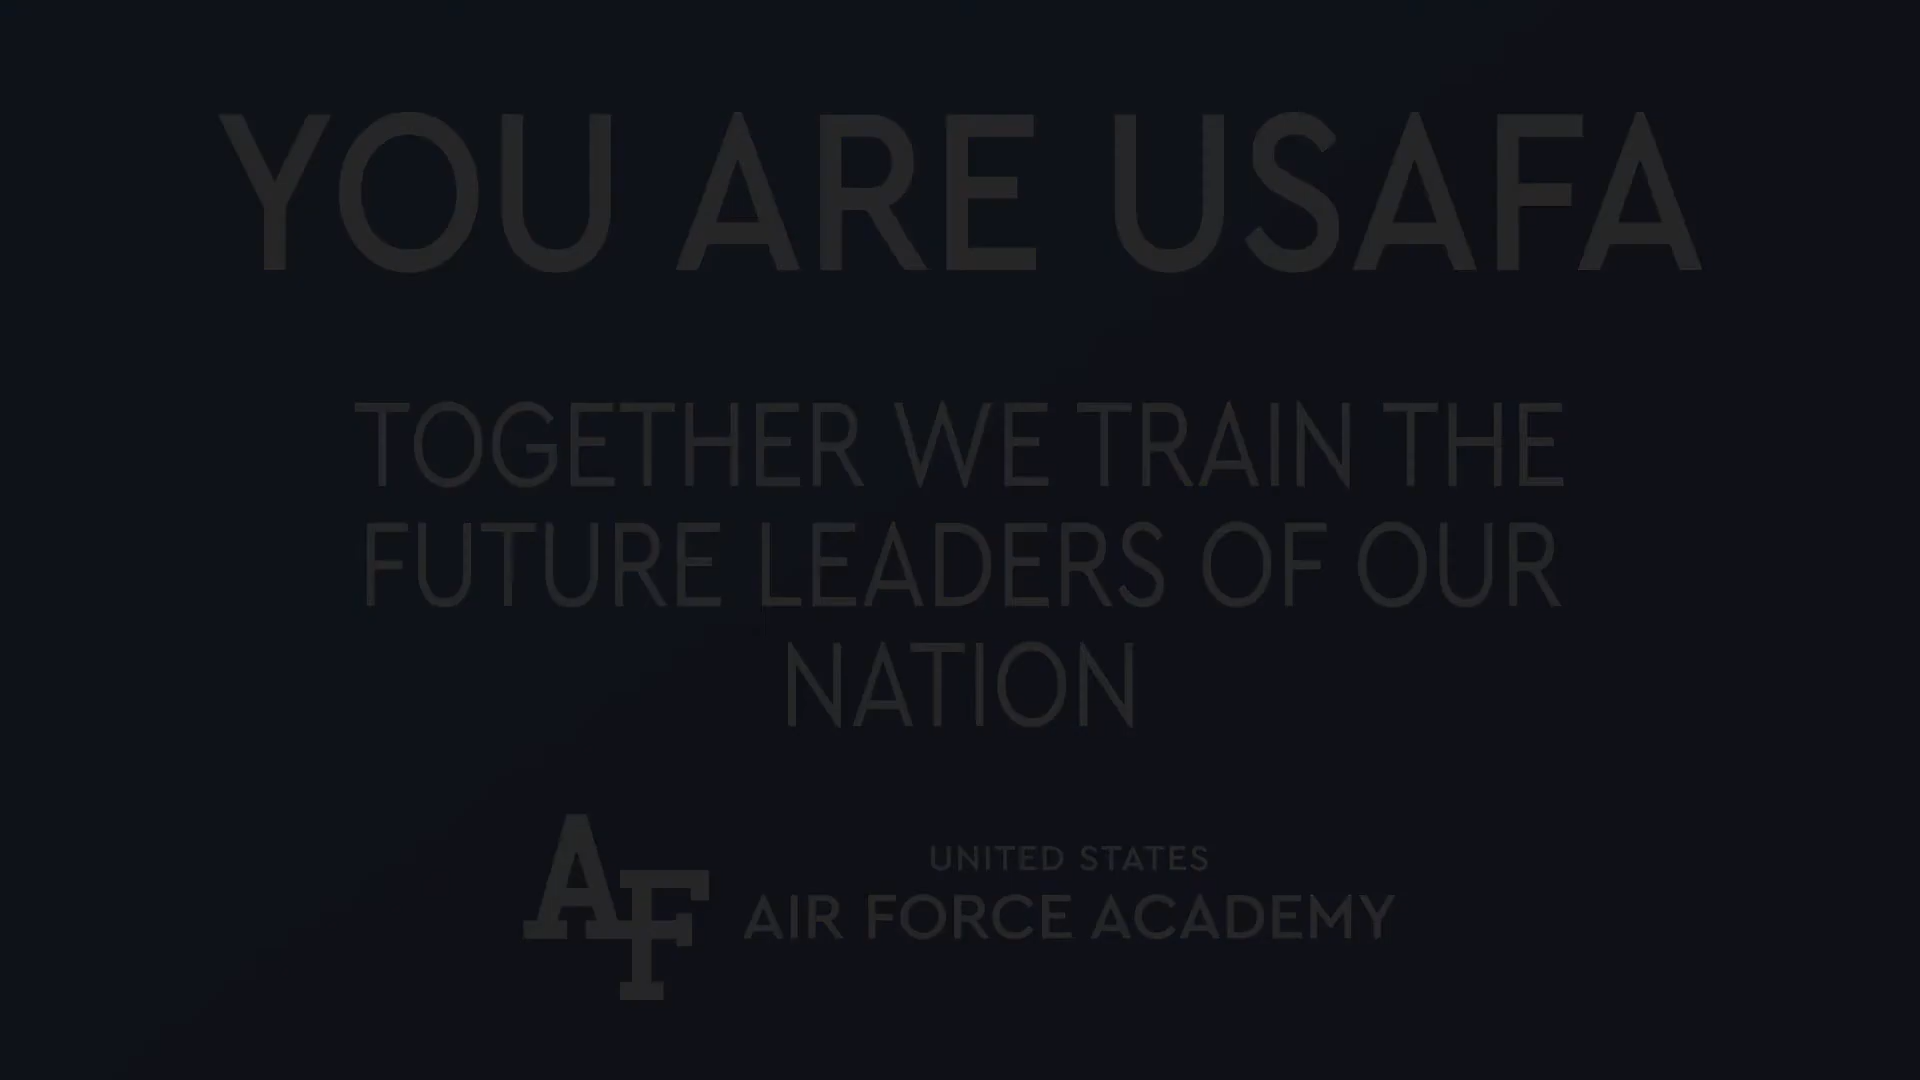 YOU ARE USAFA
TOGETHER WE TRAIN THE
FUTURE LEADERS OF OUR
NATION
AF
UNITED STATES
AIR FORCE ACADEMY